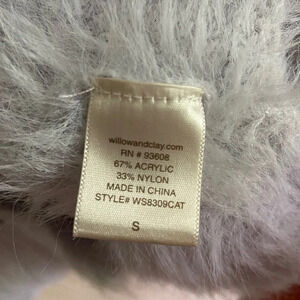 willowandclay.com
RN # 93608
67% ACRYLIC
33% NYLON
MADE IN CHINA
STYLE# WS8309CAT
S